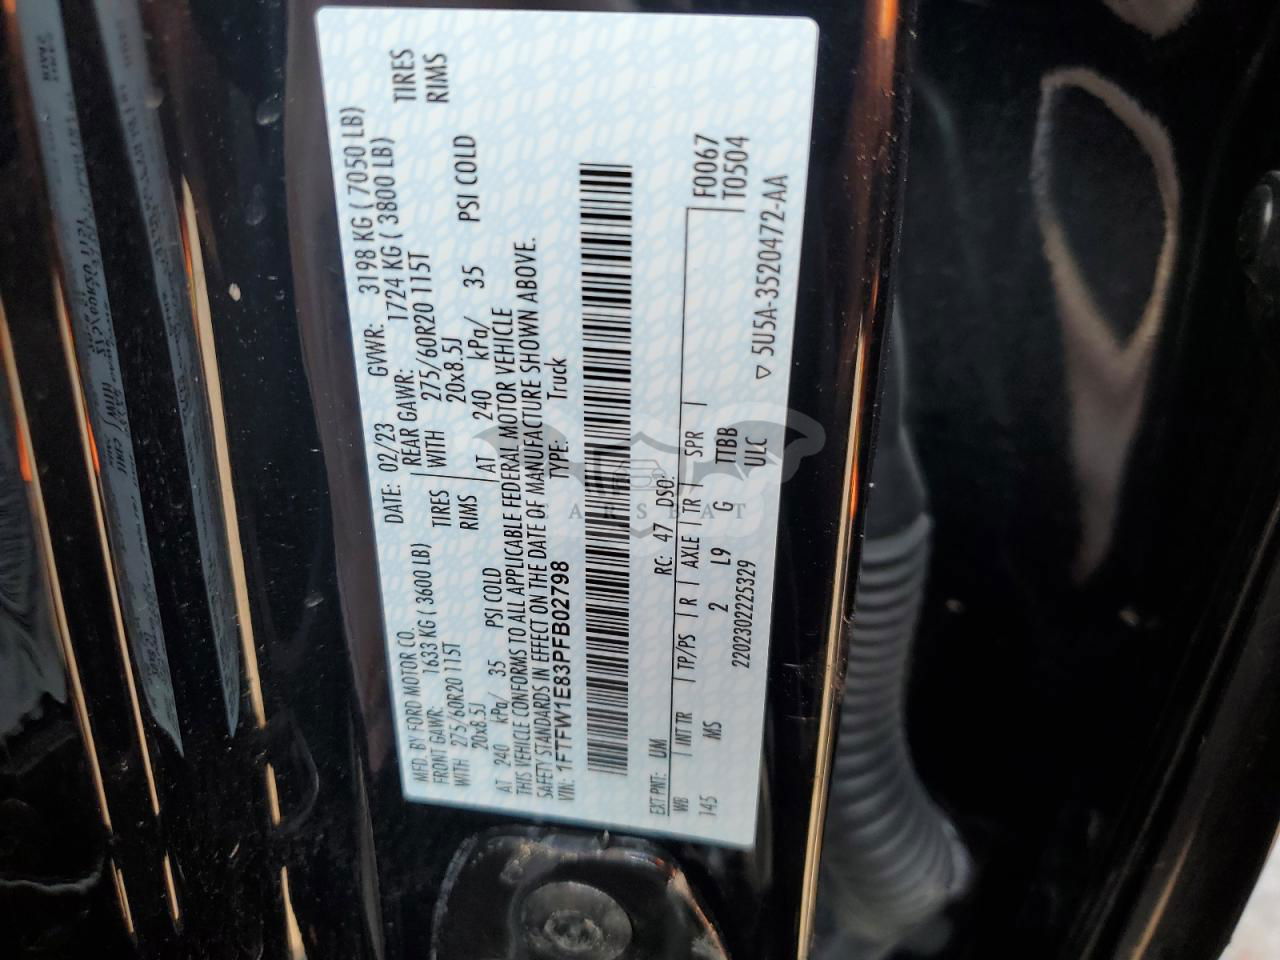 MFD. BY FORD MOTOR CO.
DATE: 02/23 GVWR: 3198 KG ( 7050 LB)
FRONT GAWR: 1633 KG ( 3600 LB) REAR GAWR: 1724 KG ( 3800 LB)
WITH 275/60R20 115T TIRES WITH 275/60R20 115T TIRES
20x8.5J RIMS 20x8.5J RIMS
AT 240 kPa/ 35 PSI COLD AT 240 kPa/ 35 PSI COLD
THIS VEHICLE CONFORMS TO ALL APPLICABLE FEDERAL MOTOR VEHICLE
SAFETY STANDARDS IN EFFECT ON THE DATE OF MANUFACTURE SHOWN ABOVE.
VIN: 1FTFW1E83PFB02798 TYPE: Truck
EXT PNT: UM RC: 47 DSO: F0067
WB INT TR TP/PS R AXLE TR SPR T0504
145 MS 2 L9 G TTBB
2202302225329 ULC ▽ 5U5A-3520472-AA
CARSBAT